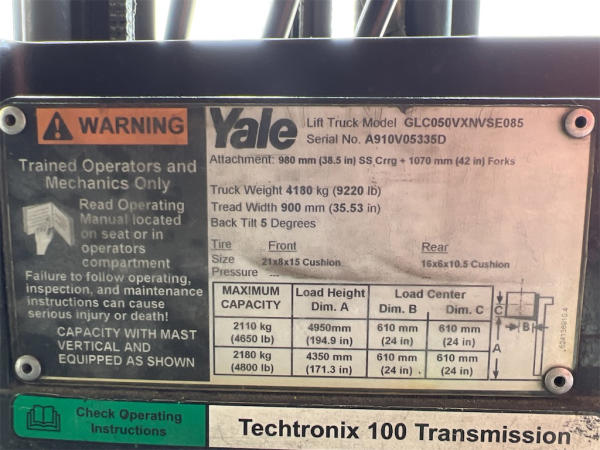 WARNING
Trained Operators and
Mechanics Only
Read Operating
Manual located
on seat or in
operators
compartment
Failure to follow operating,
inspection, and maintenance
instructions can cause
serious injury or death!
CAPACITY WITH MAST
VERTICAL AND
EQUIPPED AS SHOWN
Yale
Lift Truck Model GLC050VXNVSE085
Serial No. A910V05335D
Attachment: 980 mm (38.5 in) SS Crrg + 1070 mm (42 in) Forks
Truck Weight 4180 kg (9220 lb)
Tread Width 900 mm (35.53 in)
Back Tilt 5 Degrees
Tire Front Rear
Size 21x8x15 Cushion 16x6x10.5 Cushion
Pressure --- ---
MAXIMUM CAPACITY Load Height Dim. A Load Center Dim. B Dim. C
2110 kg (4650 lb) 4950mm (194.9 in) 610 mm (24 in) 610 mm (24 in)
2180 kg (4800 lb) 4350 mm (171.3 in) 610 mm (24 in) 610 mm (24 in)
C
B
A
Check Operating
Instructions
Techtronix 100 Transmission